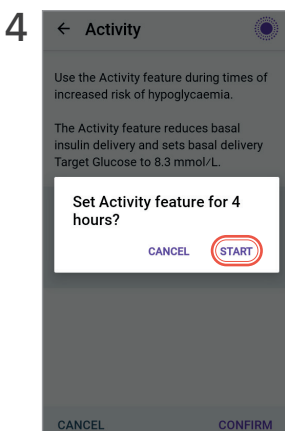 4
Activity
Use the Activity feature during times of
increased risk of hypoglycaemia.
The Activity feature reduces basal
insulin delivery and sets basal delivery
Target Glucose to 8.3 mmol/L.
Set Activity feature for 4
hours?
CANCEL START
CANCEL CONFIRM